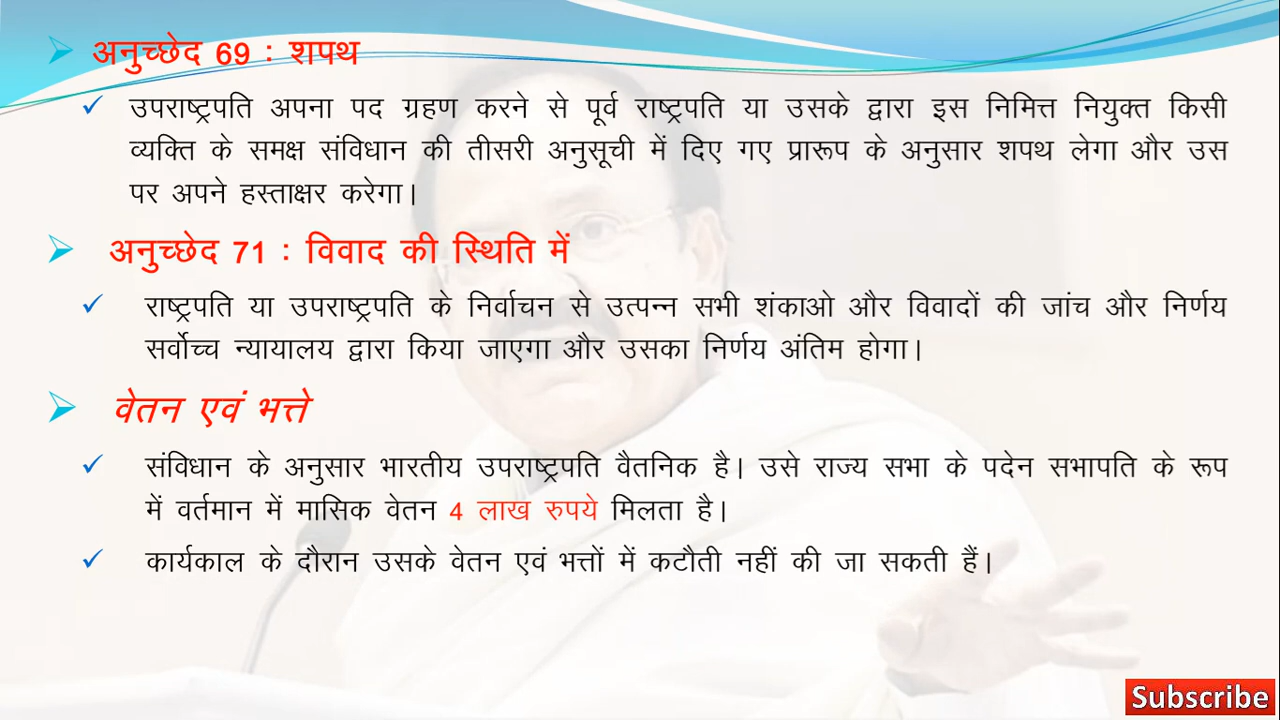 अनुच्छेद 69 : शपथ
उपराष्ट्रपति अपना पद ग्रहण करने से पूर्व राष्ट्रपति या उसके द्वारा इस निमित्त नियुक्त किसी
व्यक्ति के समक्ष संविधान की तीसरी अनुसूची में दिए गए प्रारूप के अनुसार शपथ लेगा और उस
पर अपने हस्ताक्षर करेगा।
अनुच्छेद 71 : विवाद की स्थिति में
राष्ट्रपति या उपराष्ट्रपति के निर्वाचन से उत्पन्न सभी शंकाओ और विवादों की जांच और निर्णय
सर्वोच्च न्यायालय द्वारा किया जाएगा और उसका निर्णय अंतिम होगा।
वेतन एवं भत्ते
संविधान के अनुसार भारतीय उपराष्ट्रपति वैतनिक है। उसे राज्य सभा के पदेन सभापति के रूप
में वर्तमान में मासिक वेतन 4 लाख रुपये मिलता है।
कार्यकाल के दौरान उसके वेतन एवं भत्तों में कटौती नहीं की जा सकती हैं।
Subscribe